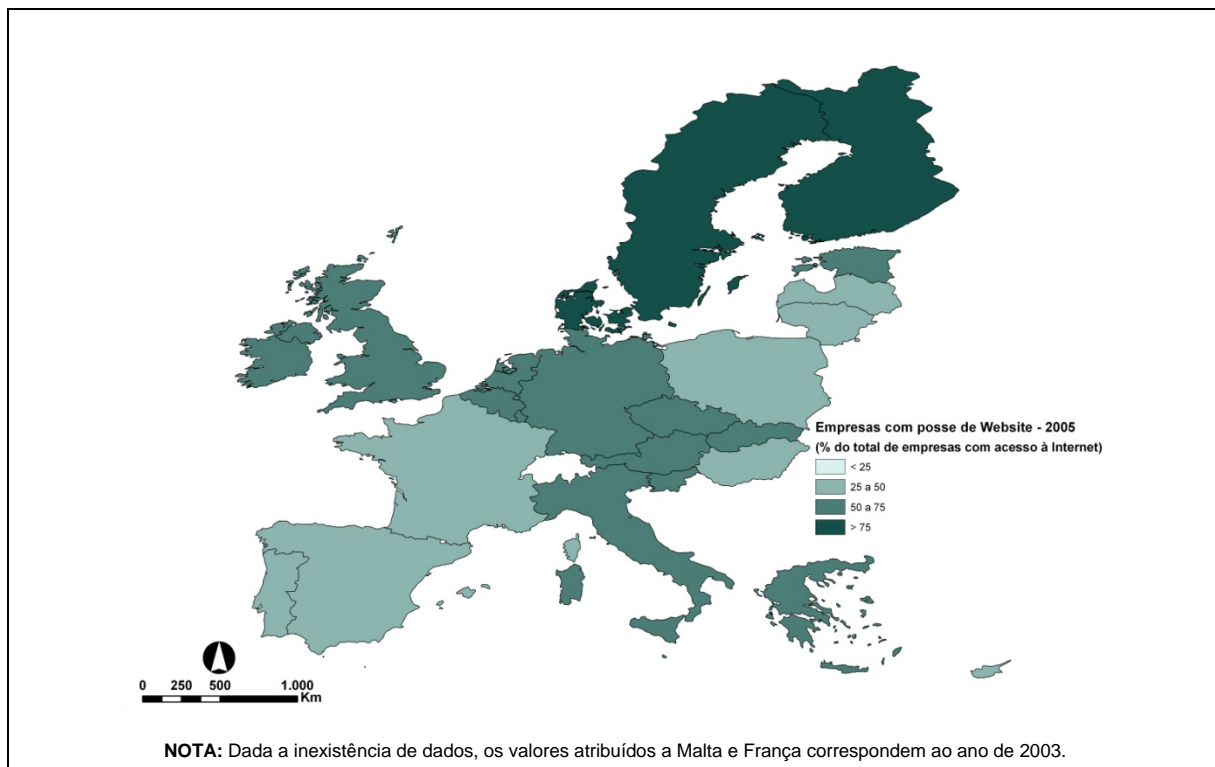 Empresas com posse de Website - 2005
(% do total de empresas com acesso à Internet)
< 25
25 a 50
50 a 75
> 75
0 250 500 1.000
Km
NOTA: Dada a inexistência de dados, os valores atribuídos a Malta e França correspondem ao ano de 2003.